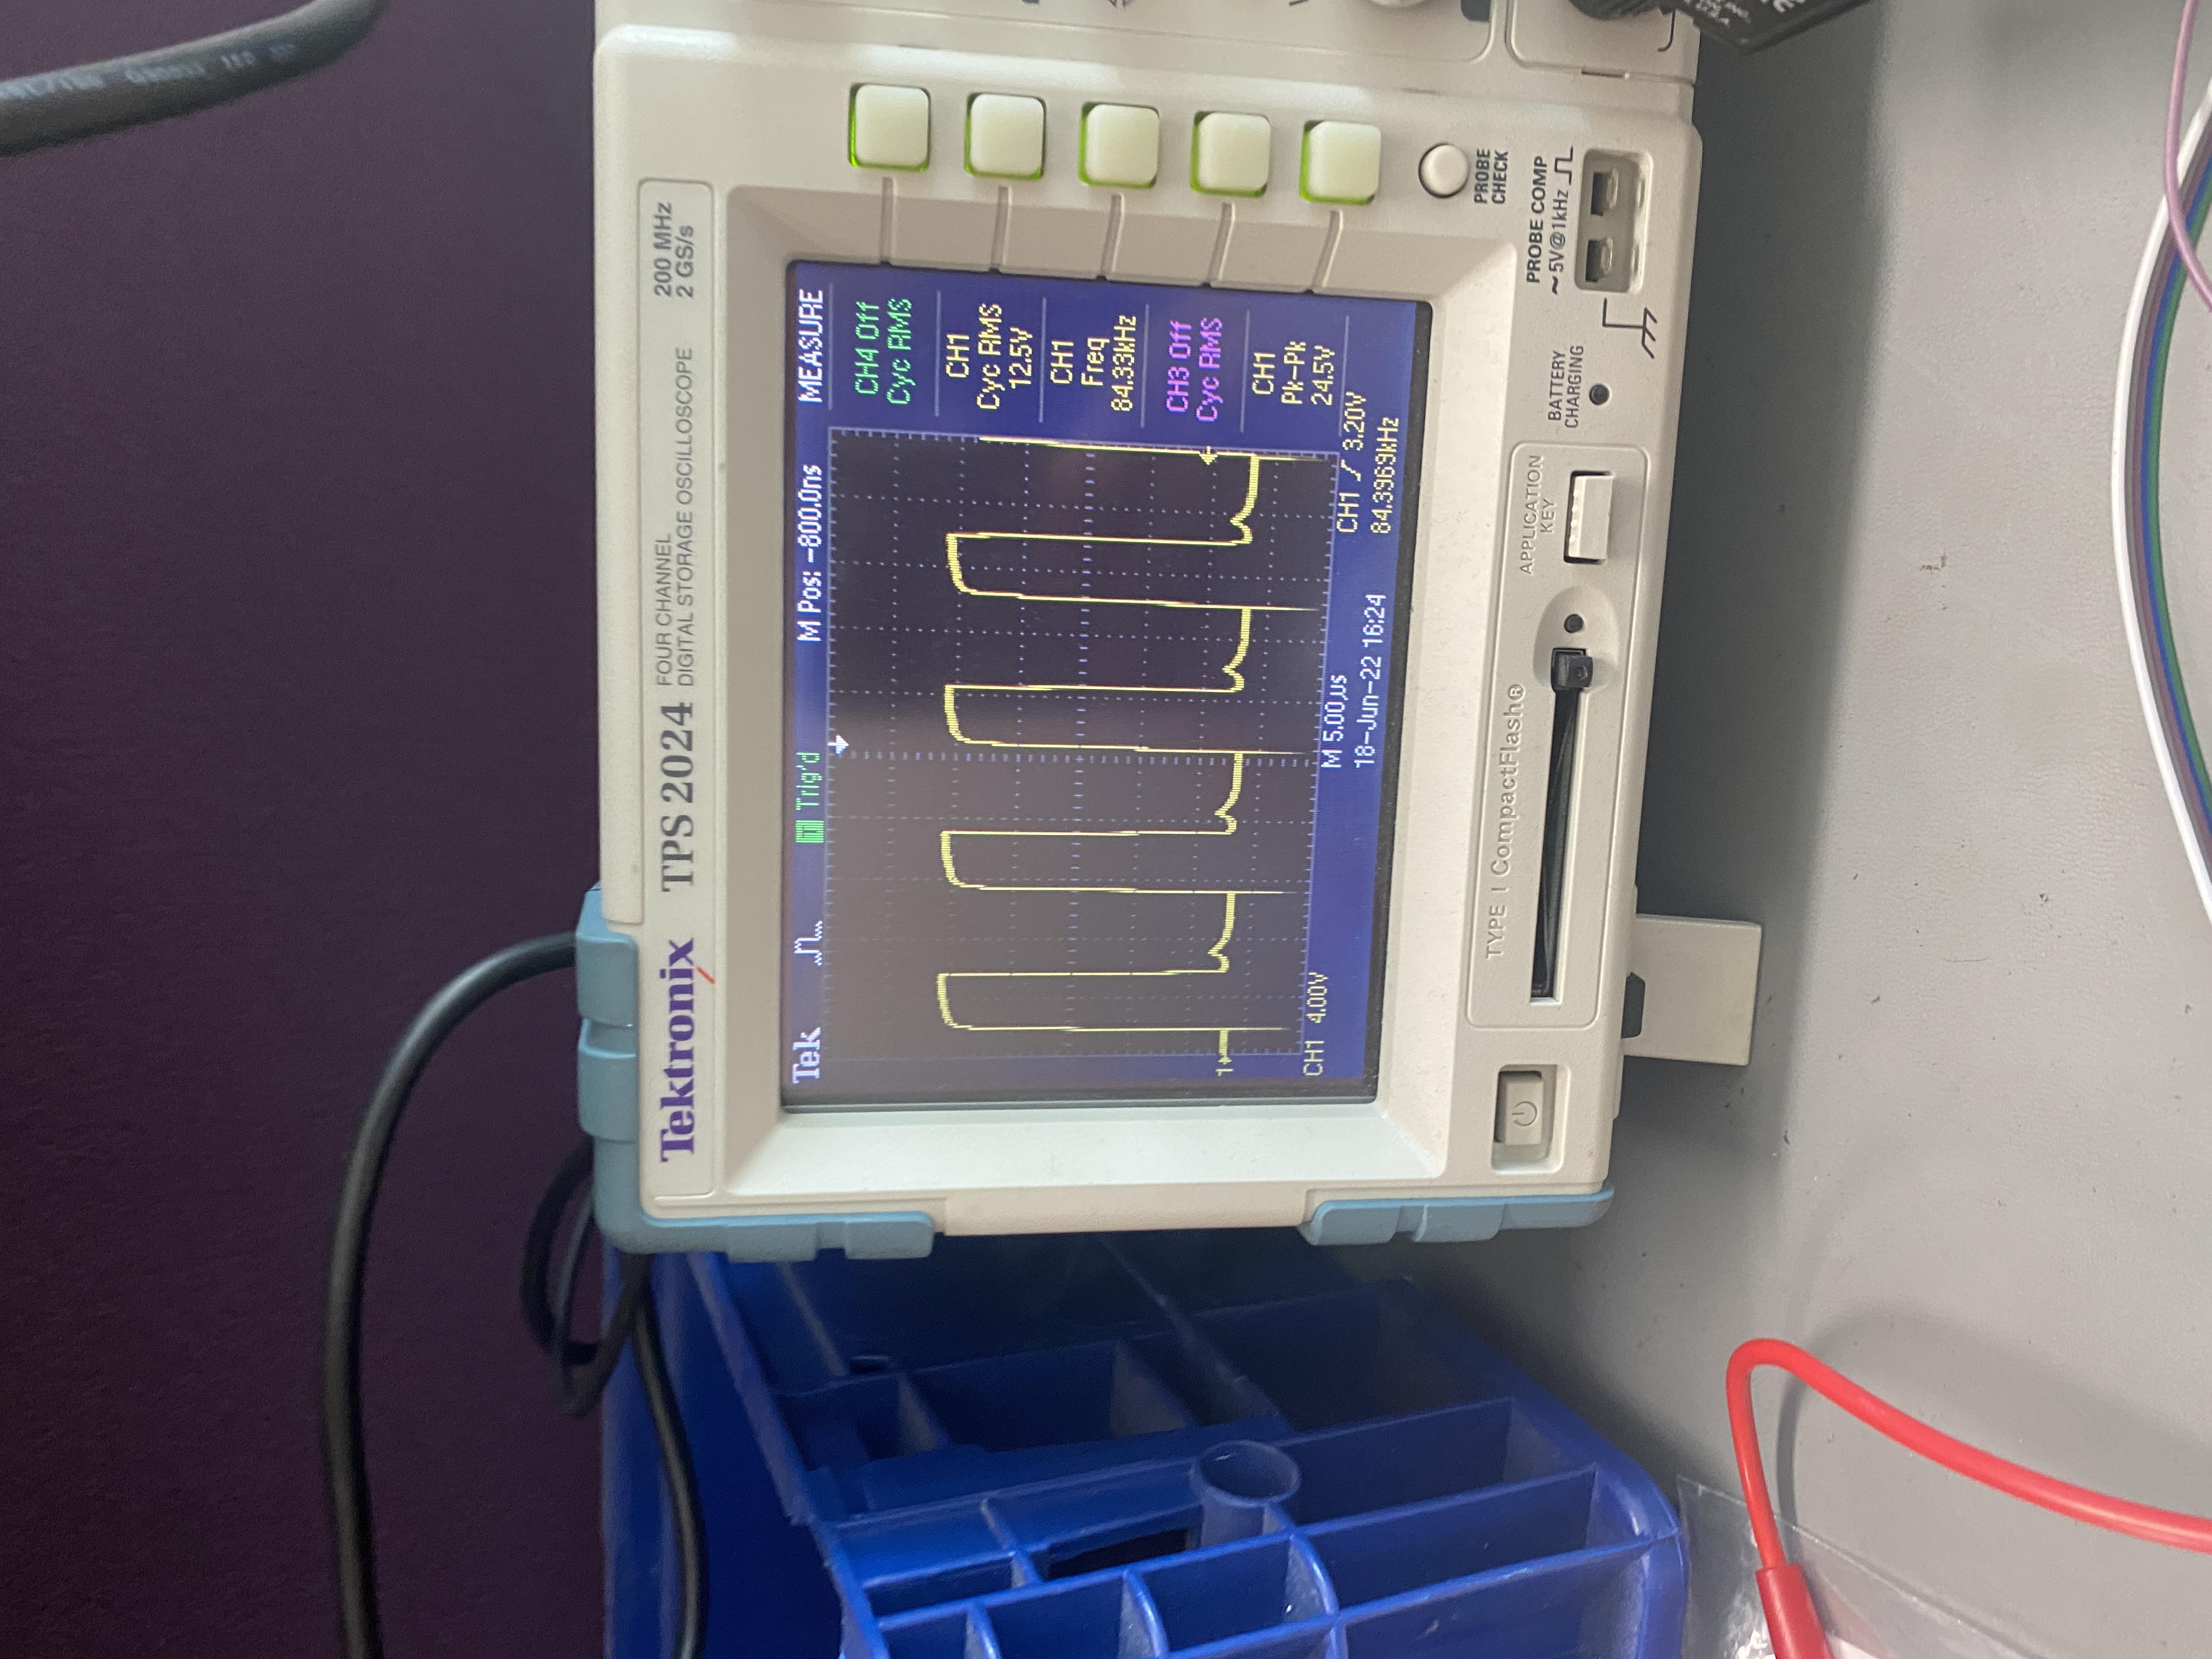 Tektronix TPS 2024 FOUR CHANNEL 200 MHz
DIGITAL STORAGE OSCILLOSCOPE 2 GS/s
Tek Trig'd M Pos: -800.0ns MEASURE
CH4 Off
Cyc RMS
CH1
Cyc RMS
12.5V
CH1
Freq
84.33kHz
CH3 Off
Cyc RMS
CH1
Pk-Pk
24.5V
1
CH1 4.00V M 5.00µs CH1 3.20V
18-Jun-22 16:24 84.3969kHz
PROBE
CHECK
TYPE I CompactFlash®
APPLICATION
KEY
BATTERY
CHARGING
PROBE COMP
~5V@1kHz